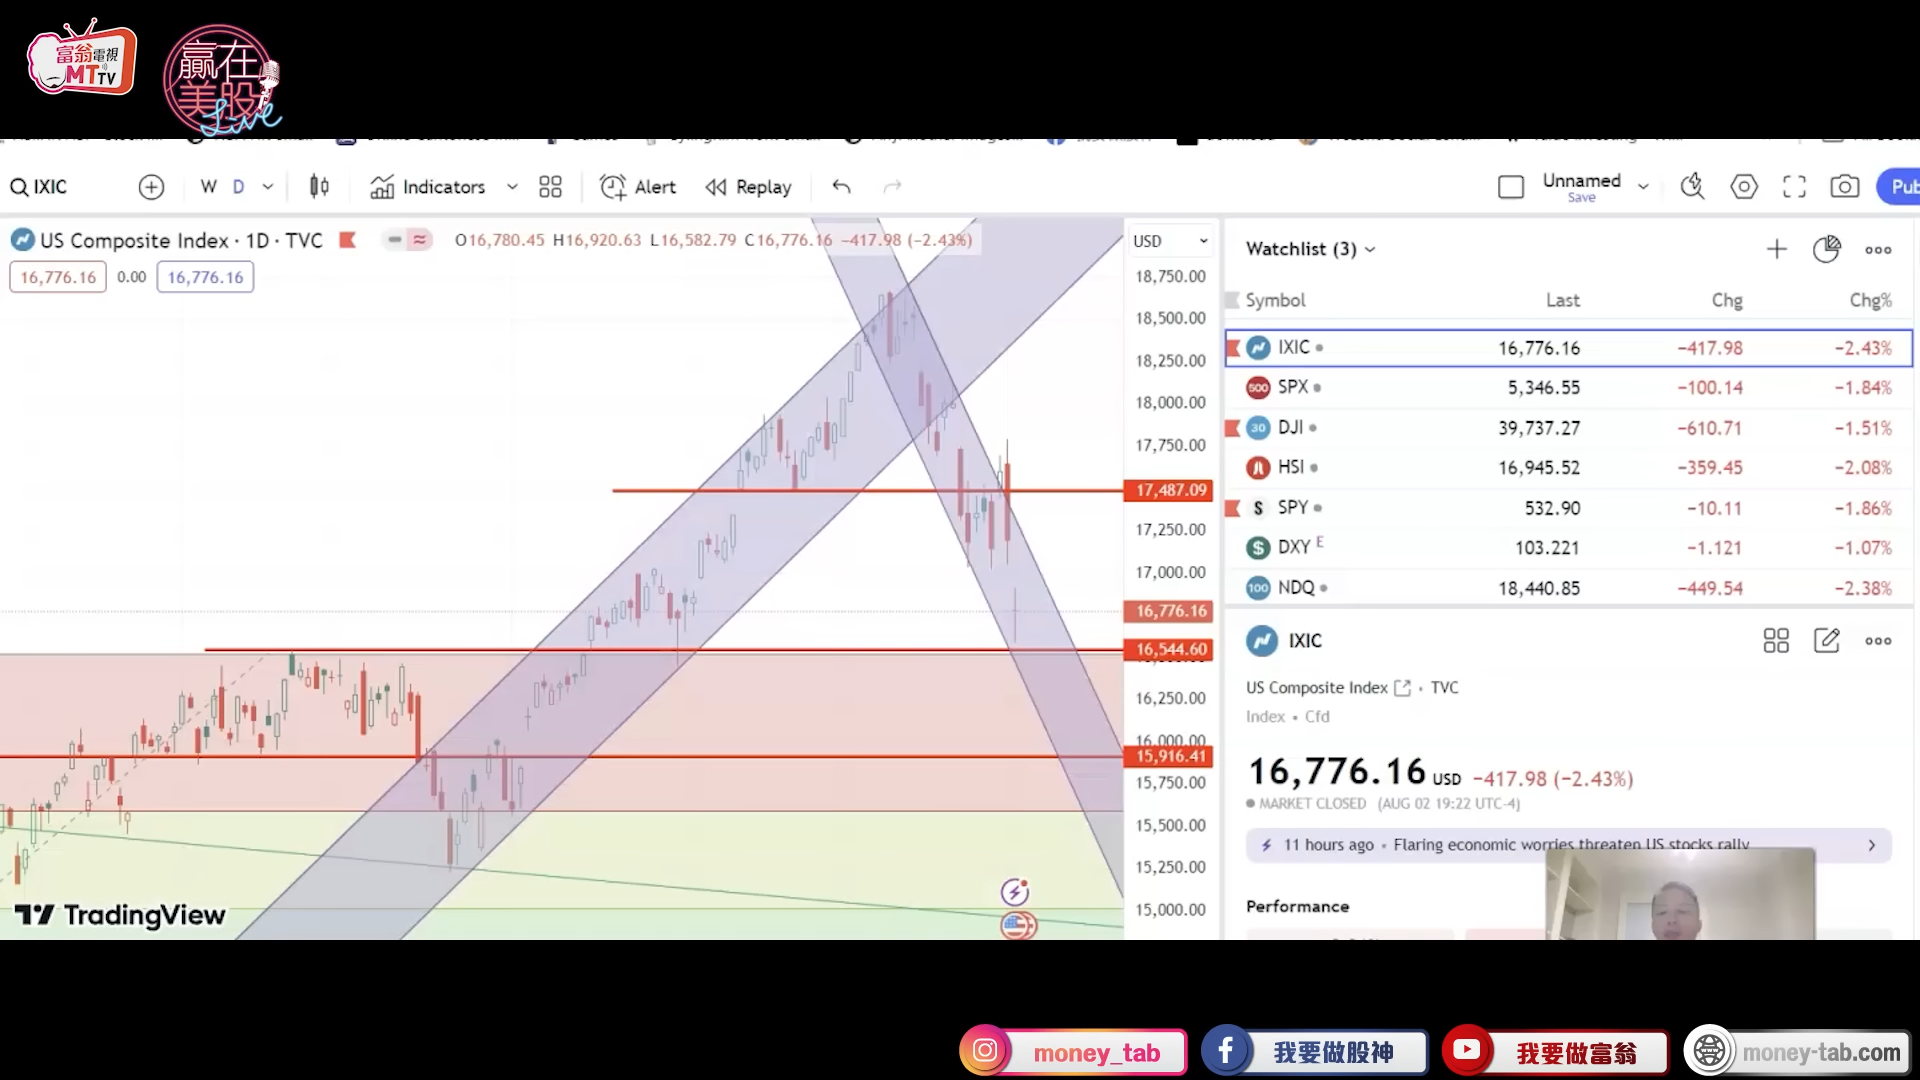 富翁電視
MT TV
贏在
美股
Live
IXIC
W D
Indicators
Alert
Replay
Unnamed
Save
Pub
US Composite Index · 1D · TVC
O16,780.45 H16,920.63 L16,582.79 C16,776.16 −417.98 (−2.43%)
16,776.16 0.00 16,776.16
USD
18,750.00
18,500.00
18,250.00
18,000.00
17,750.00
17,487.09
17,250.00
17,000.00
16,776.16
16,544.60
16,250.00
16,000.00
15,916.41
15,750.00
15,500.00
15,250.00
15,000.00
TradingView
Watchlist (3)
Symbol Last Chg Chg%
IXIC 16,776.16 −417.98 −2.43%
500 SPX 5,346.55 −100.14 −1.84%
30 DJI 39,737.27 −610.71 −1.51%
HSI 16,945.52 −359.45 −2.08%
S SPY 532.90 −10.11 −1.86%
$ DXY E 103.221 −1.121 −1.07%
100 NDQ 18,440.85 −449.54 −2.38%
IXIC
US Composite Index · TVC
Index • Cfd
16,776.16 USD −417.98 (−2.43%)
MARKET CLOSED (AUG 02 19:22 UTC-4)
11 hours ago • Flaring economic worries threaten US stocks rally
Performance
money_tab
我要做股神
我要做富翁
money-tab.com